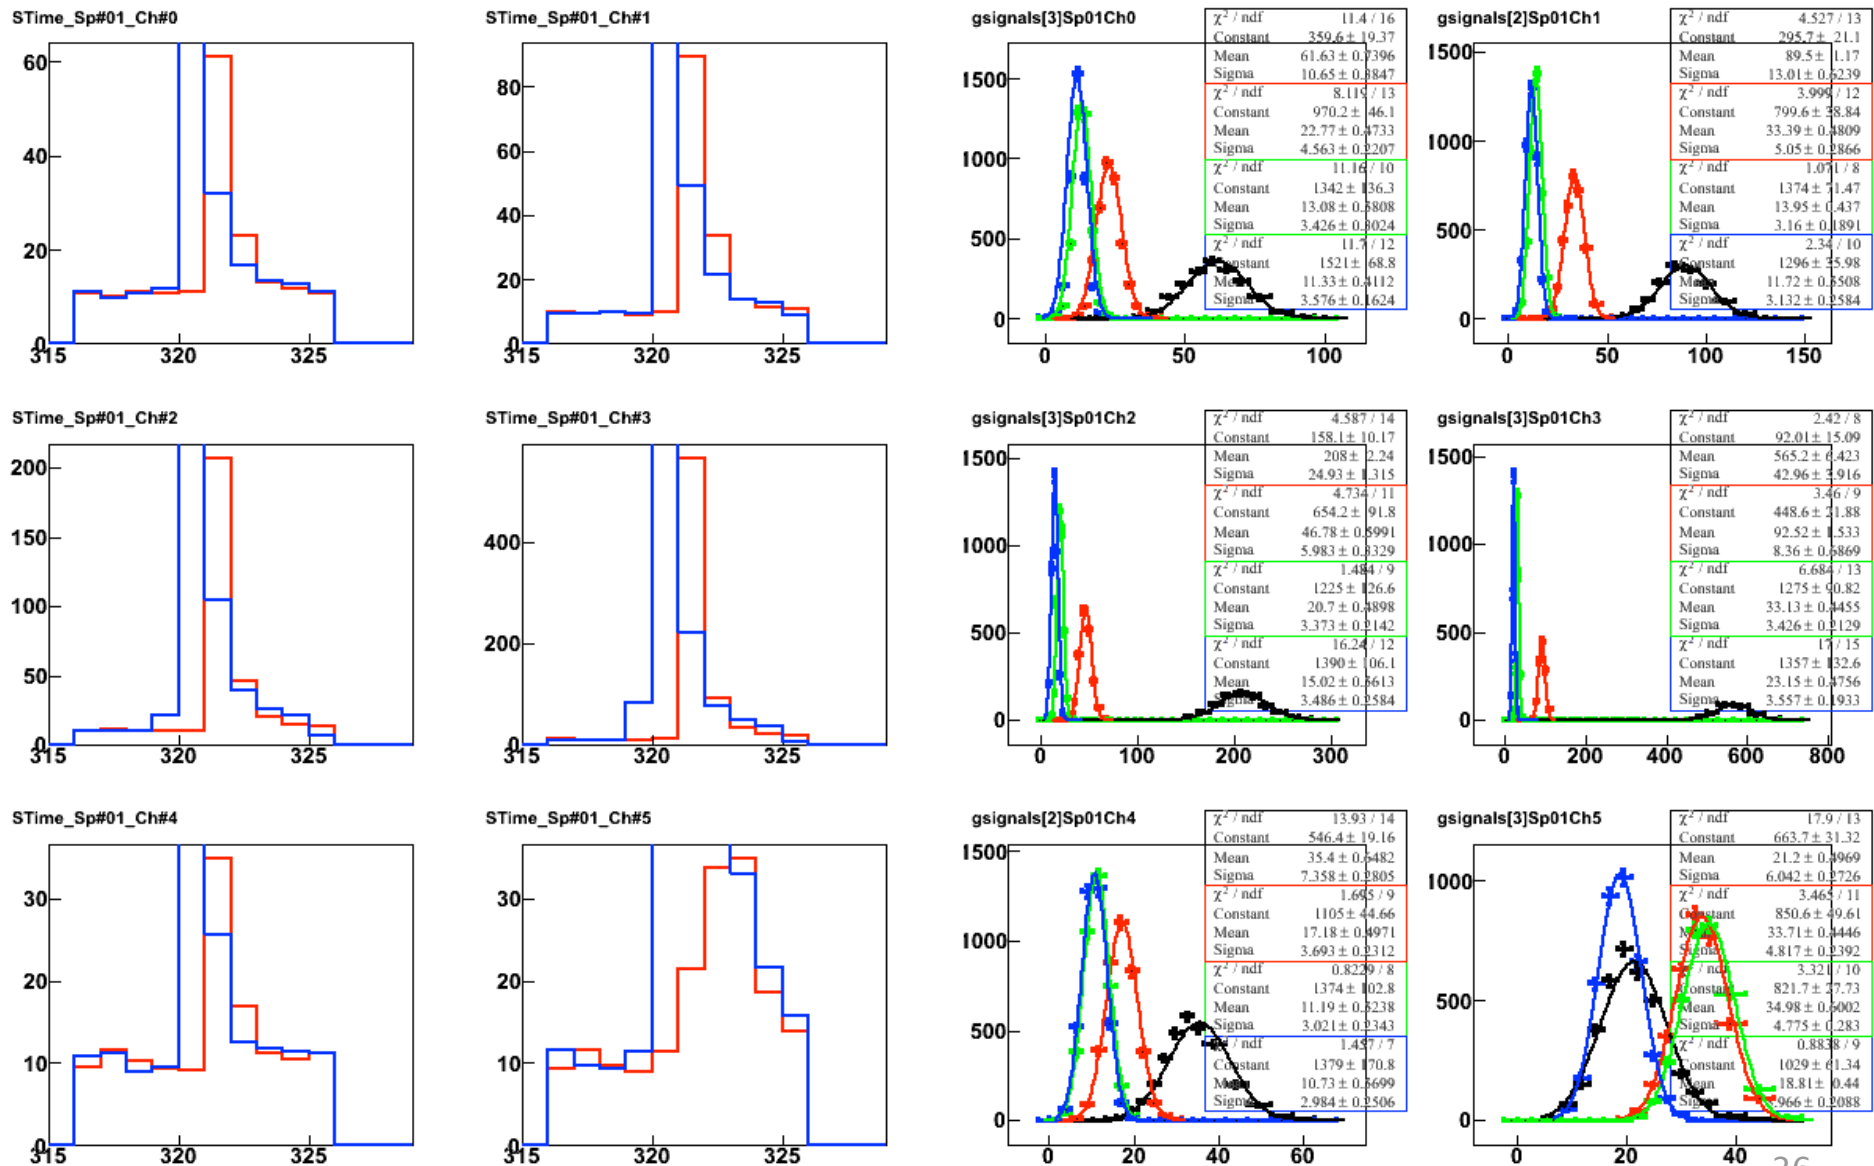 STime_Sp#01_Ch#0
60
40
20
0
315 320 325
STime_Sp#01_Ch#1
80
60
40
20
0
315 320 325
gsignals[3]Sp01Ch0
1500
1000
500
0
0 50 100
χ² / ndf 11.4 / 16
Constant 359.6 ± 19.37
Mean 61.63 ± 0.7396
Sigma 10.65 ± 0.3847
χ² / ndf 8.119 / 13
Constant 970.2 ± 46.1
Mean 22.77 ± 0.4733
Sigma 4.563 ± 0.2207
χ² / ndf 11.16 / 10
Constant 1342 ± 136.3
Mean 13.08 ± 0.3808
Sigma 3.426 ± 0.3024
χ² / ndf 11.7 / 12
Constant 1521 ± 68.8
Mean 11.33 ± 0.4112
Sigma 3.576 ± 0.1624
gsignals[2]Sp01Ch1
1500
1000
500
0
0 50 100 150
χ² / ndf 4.527 / 13
Constant 295.7 ± 21.1
Mean 89.5 ± 1.17
Sigma 13.01 ± 0.6239
χ² / ndf 3.999 / 12
Constant 799.6 ± 38.84
Mean 33.39 ± 0.4809
Sigma 5.05 ± 0.2866
χ² / ndf 1.071 / 8
Constant 1374 ± 71.47
Mean 13.95 ± 0.437
Sigma 3.16 ± 0.1891
χ² / ndf 2.34 / 10
Constant 1296 ± 35.98
Mean 11.72 ± 0.5508
Sigma 3.132 ± 0.2584
STime_Sp#01_Ch#2
200
150
100
50
0
315 320 325
STime_Sp#01_Ch#3
400
200
0
315 320 325
gsignals[3]Sp01Ch2
1500
1000
500
0
0 100 200 300
χ² / ndf 4.587 / 14
Constant 158.1 ± 10.17
Mean 208 ± 2.24
Sigma 24.93 ± 1.315
χ² / ndf 4.734 / 11
Constant 654.2 ± 91.8
Mean 46.78 ± 0.5991
Sigma 5.983 ± 0.3329
χ² / ndf 1.484 / 9
Constant 1225 ± 126.6
Mean 20.7 ± 0.4898
Sigma 3.373 ± 0.2142
χ² / ndf 16.24 / 12
Constant 1390 ± 106.1
Mean 15.02 ± 0.3613
Sigma 3.486 ± 0.2584
gsignals[3]Sp01Ch3
1500
1000
500
0
0 200 400 600 800
χ² / ndf 2.42 / 8
Constant 92.01 ± 15.09
Mean 565.2 ± 6.423
Sigma 42.96 ± 3.916
χ² / ndf 3.46 / 9
Constant 448.6 ± 21.88
Mean 92.52 ± 1.533
Sigma 8.36 ± 0.6869
χ² / ndf 6.684 / 13
Constant 1275 ± 90.82
Mean 33.13 ± 0.4455
Sigma 3.426 ± 0.2129
χ² / ndf 17 / 15
Constant 1357 ± 132.6
Mean 23.15 ± 0.4756
Sigma 3.557 ± 0.1933
STime_Sp#01_Ch#4
30
20
10
0
315 320 325
STime_Sp#01_Ch#5
30
20
10
0
315 320 325
gsignals[2]Sp01Ch4
1500
1000
500
0
0 20 40 60
χ² / ndf 13.93 / 14
Constant 546.4 ± 19.16
Mean 35.4 ± 0.6482
Sigma 7.358 ± 0.2805
χ² / ndf 1.695 / 9
Constant 1105 ± 44.66
Mean 17.18 ± 0.4971
Sigma 3.693 ± 0.2312
χ² / ndf 0.8229 / 8
Constant 1374 ± 102.8
Mean 11.19 ± 0.5238
Sigma 3.021 ± 0.2343
χ² / ndf 1.457 / 7
Constant 1379 ± 170.8
Mean 10.73 ± 0.5699
Sigma 2.984 ± 0.2506
gsignals[3]Sp01Ch5
1000
500
0
0 20 40
χ² / ndf 17.9 / 13
Constant 663.7 ± 31.32
Mean 21.2 ± 0.4969
Sigma 6.042 ± 0.2726
χ² / ndf 3.465 / 11
Constant 850.6 ± 49.61
Mean 33.71 ± 0.4446
Sigma 4.817 ± 0.2392
χ² / ndf 3.321 / 10
Constant 821.7 ± 27.73
Mean 34.98 ± 0.6002
Sigma 4.775 ± 0.283
χ² / ndf 0.8838 / 9
Constant 1029 ± 61.34
Mean 18.81 ± 0.44
Sigma 3.966 ± 0.2088